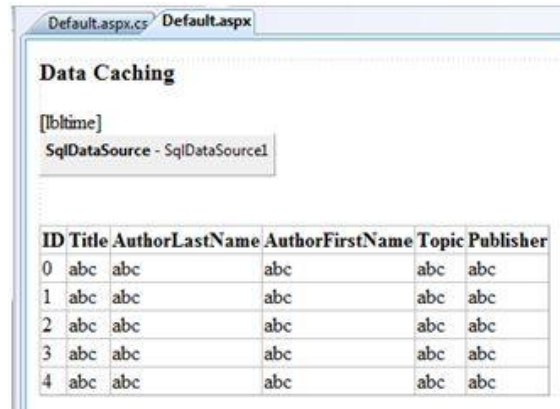 Default.aspx.cs Default.aspx
Data Caching
[lbltime]
SqlDataSource - SqlDataSource1
ID Title AuthorLastName AuthorFirstName Topic Publisher
0 abc abc abc abc abc
1 abc abc abc abc abc
2 abc abc abc abc abc
3 abc abc abc abc abc
4 abc abc abc abc abc